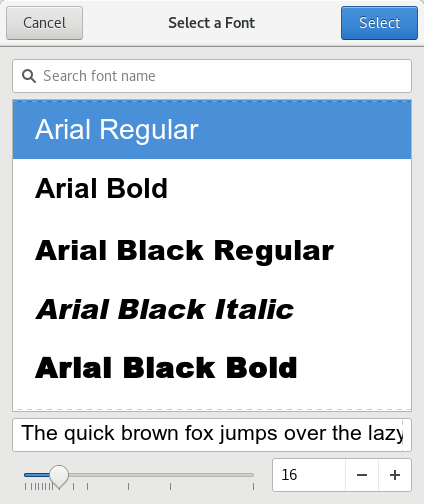 Cancel Select a Font Select
Search font name
Arial Regular
Arial Bold
Arial Black Regular
Arial Black Italic
Arial Black Bold
The quick brown fox jumps over the lazy
16